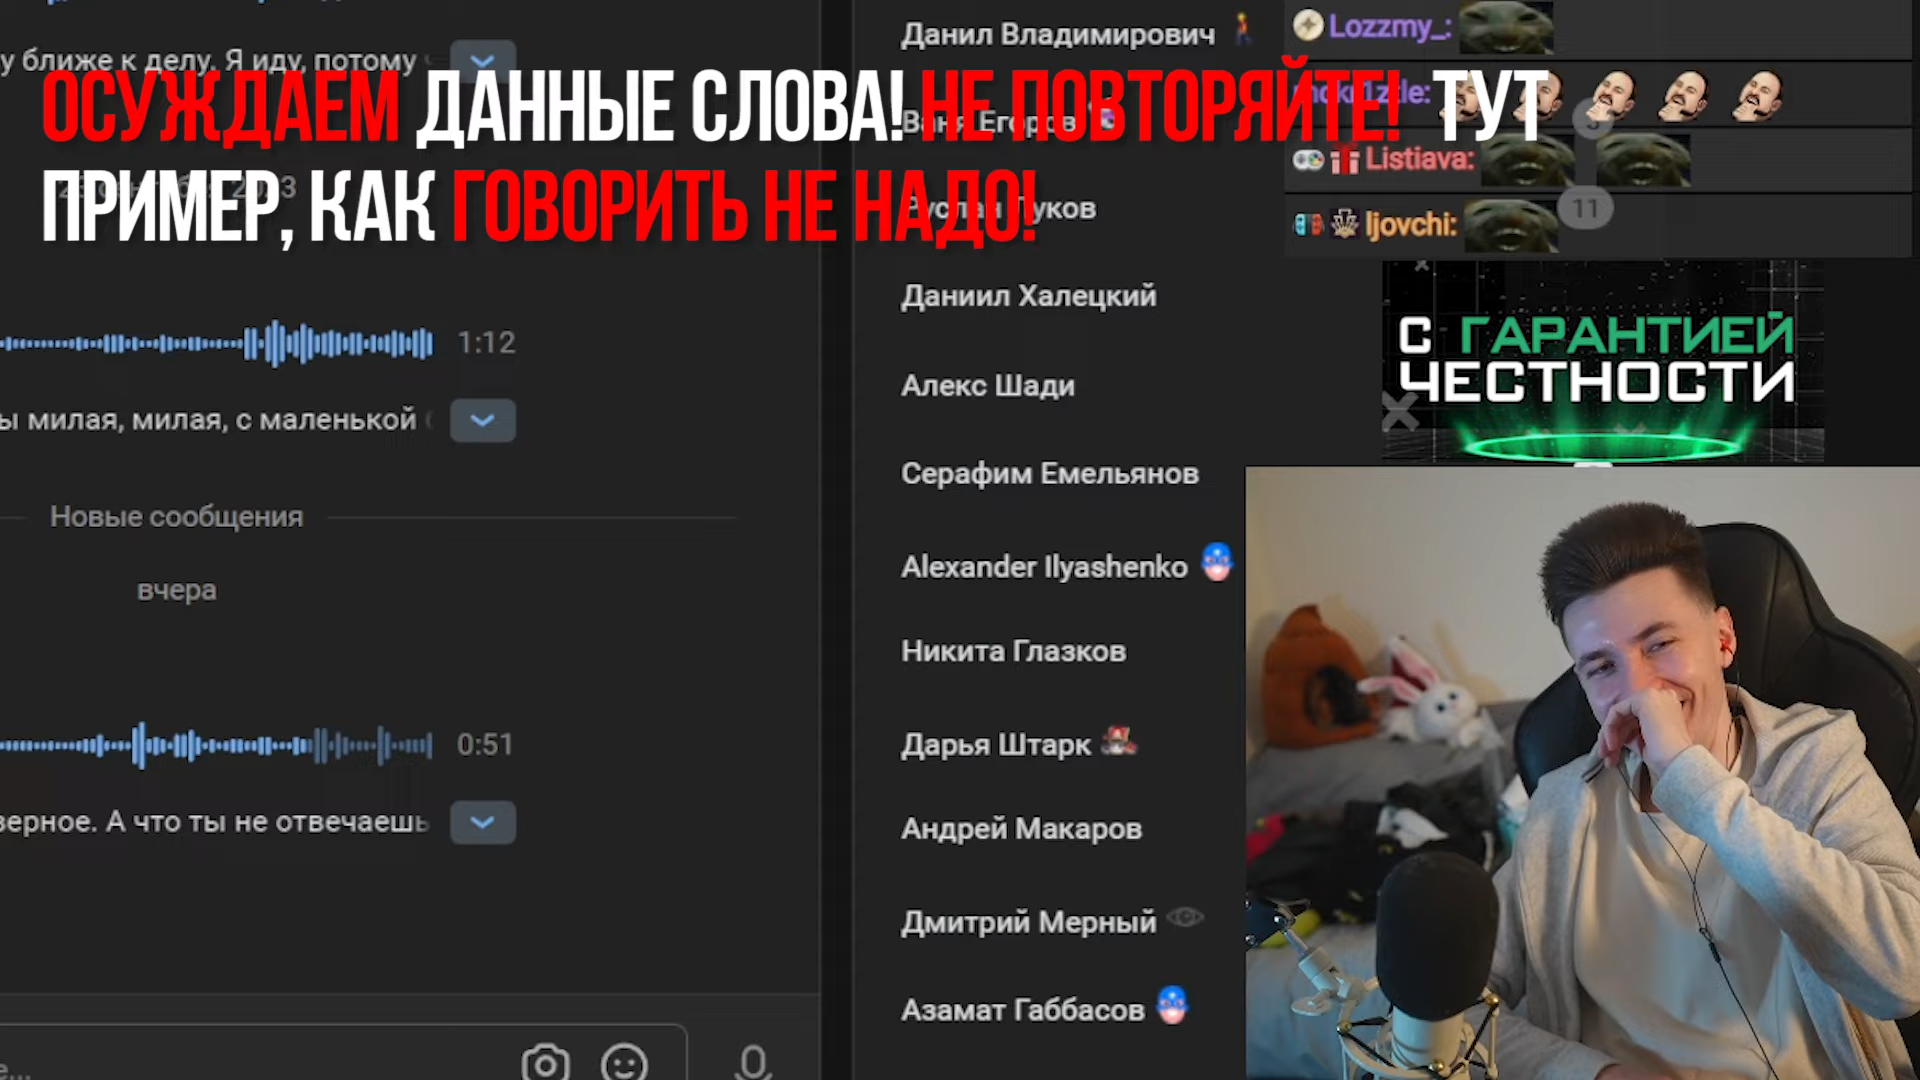 у ближе к делу. Я иду, потому
ОСУЖДАЕМ ДАННЫЕ СЛОВА! НЕ ПОВТОРЯЙТЕ! ТУТ
ПРИМЕР, КАК ГОВОРИТЬ НЕ НАДО!
1:12
ы милая, милая, с маленькой
Новые сообщения
вчера
0:51
верное. А что ты не отвечаешь
Данил Владимирович
Ваня Егоров
Даниил Халецкий
Алекс Шади
Серафим Емельянов
Alexander Ilyashenko
Никита Глазков
Дарья Штарк
Андрей Макаров
Дмитрий Мерный
Азамат Габбасов
Lozzmy_:
Listiava:
ljovchi:
11
С ГАРАНТИЕЙ
ЧЕСТНОСТИ